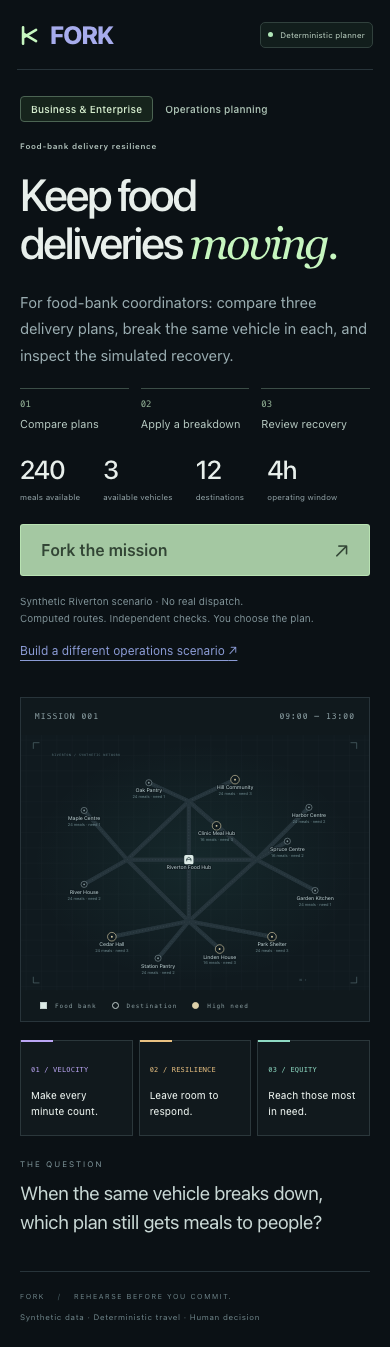 FORK
Deterministic planner
Business & Enterprise
Operations planning
Food-bank delivery resilience
Keep food
deliveries moving.
For food-bank coordinators: compare three
delivery plans, break the same vehicle in each, and
inspect the simulated recovery.
01
Compare plans
02
Apply a breakdown
03
Review recovery
240
meals available
3
available vehicles
12
destinations
4h
operating window
Fork the mission
Synthetic Riverton scenario · No real dispatch.
Computed routes. Independent checks. You choose the plan.
Build a different operations scenario ↗
MISSION 001
09:00 — 13:00
RIVERTON / SYNTHETIC NETWORK
Oak Pantry
Hill Community
Maple Centre
Harbor Centre
Clinic Meal Hub
Spruce Centre
Riverton Food Hub
River House
Garden Kitchen
Cedar Hall
Park Shelter
Linden House
Station Pantry
Food bank
Destination
High need
01 / VELOCITY
Make every
minute count.
02 / RESILIENCE
Leave room to
respond.
03 / EQUITY
Reach those most
in need.
THE QUESTION
When the same vehicle breaks down,
which plan still gets meals to people?
FORK / REHEARSE BEFORE YOU COMMIT.
Synthetic data · Deterministic travel · Human decision